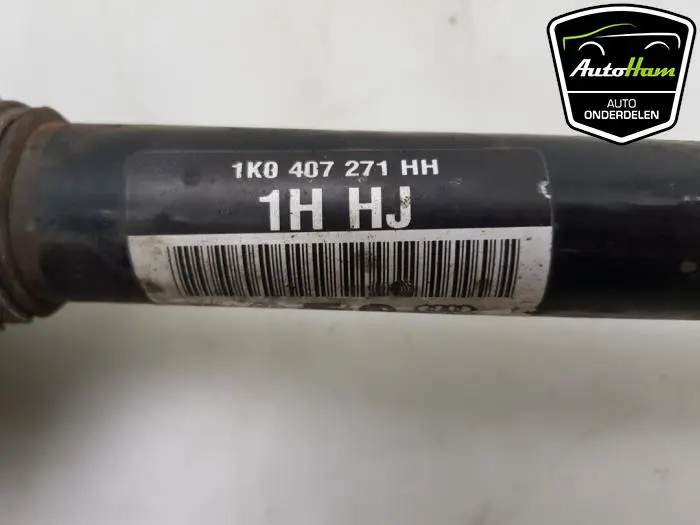 AutoHam
AUTO
ONDERDELEN
1K0 407 271 HH
1H HJ